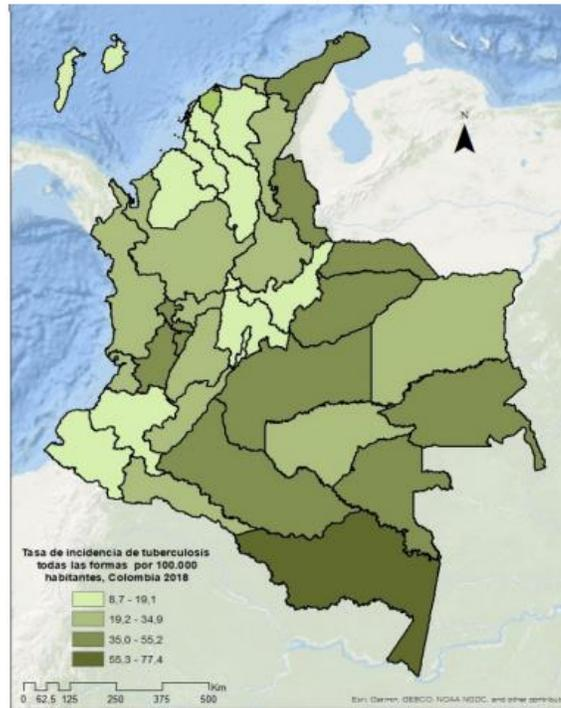 N
Tasa de incidencia de tuberculosis
todas las formas por 100.000
habitantes, Colombia 2018
8,7 - 19,1
19,2 - 34,9
35,0 - 55,2
55,3 - 77,4
0 62,5 125 250 375 500 Km
Esri, Garmin, GEBCO, NOAA NGDC, and other contribut